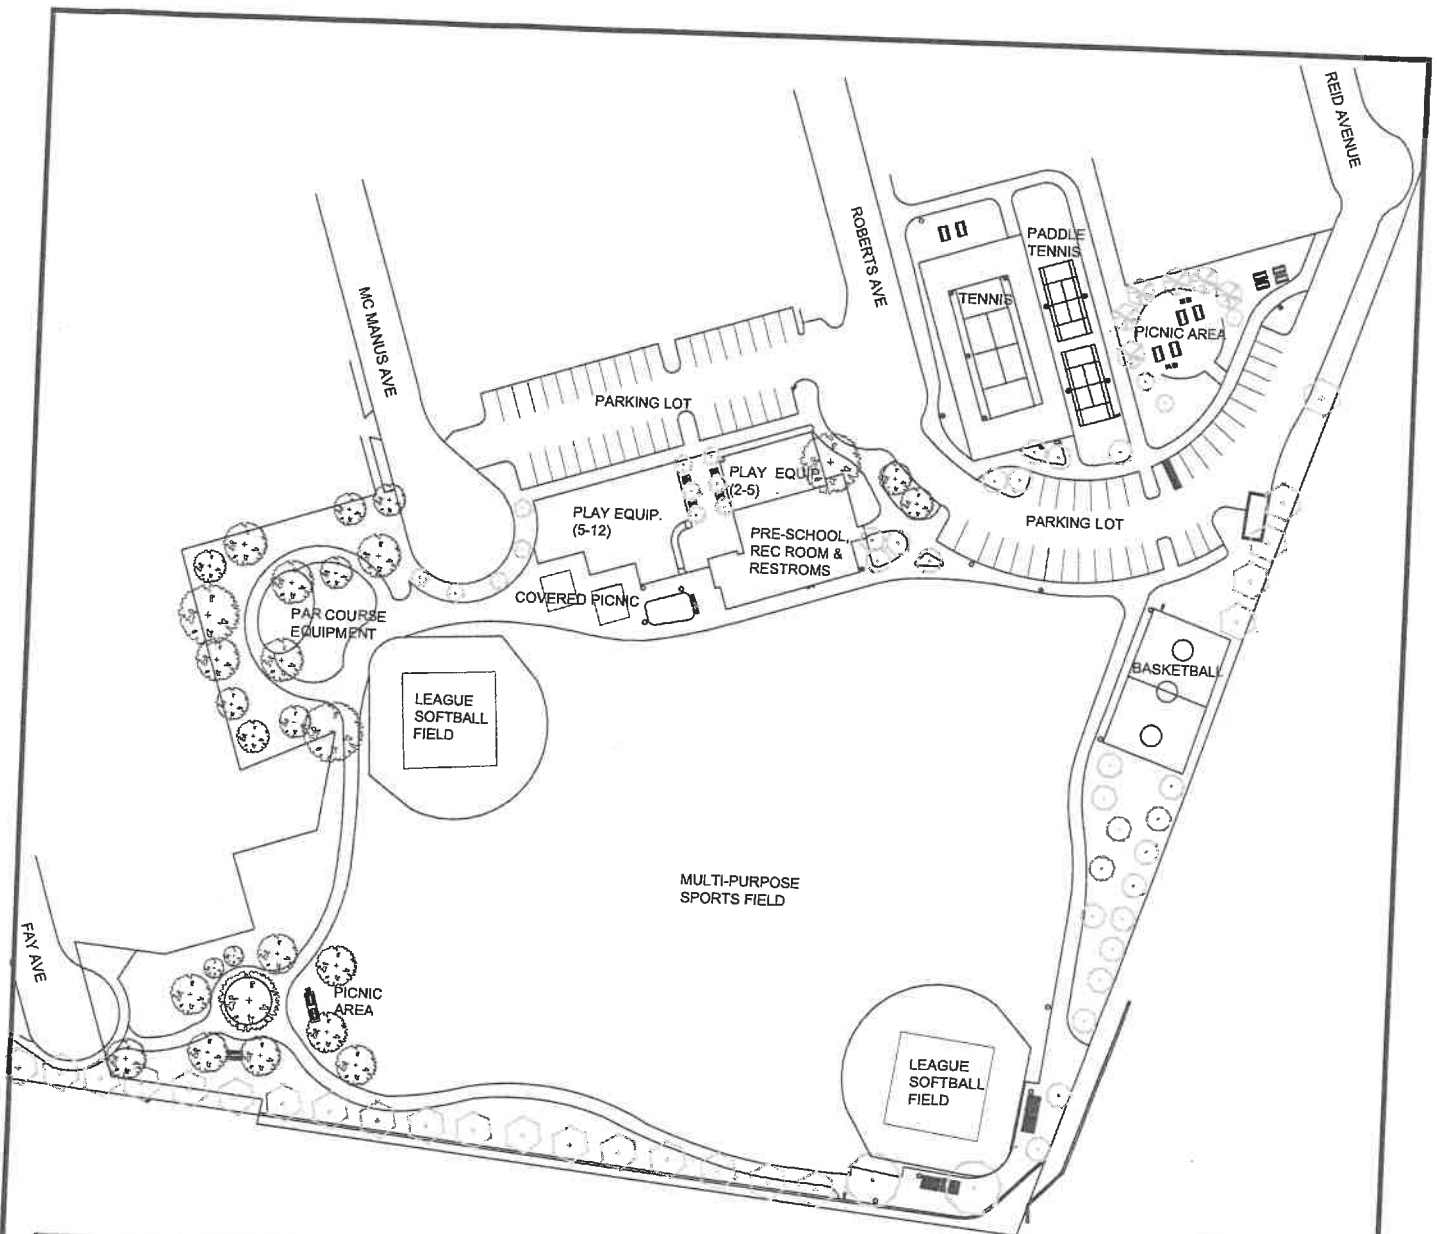 REID AVENUE
ROBERTS AVE
PADDLE
TENNIS
TENNIS
MC MANUS AVE
PICNIC AREA
PARKING LOT
PLAY EQUIP.
(2-5)
PLAY EQUIP.
(5-12)
PARKING LOT
PRE-SCHOOL,
REC ROOM &
RESTROMS
COVERED PICNIC
PAR COURSE
EQUIPMENT
BASKETBALL
LEAGUE
SOFTBALL
FIELD
MULTI-PURPOSE
SPORTS FIELD
FAY AVE
PICNIC
AREA
LEAGUE
SOFTBALL
FIELD